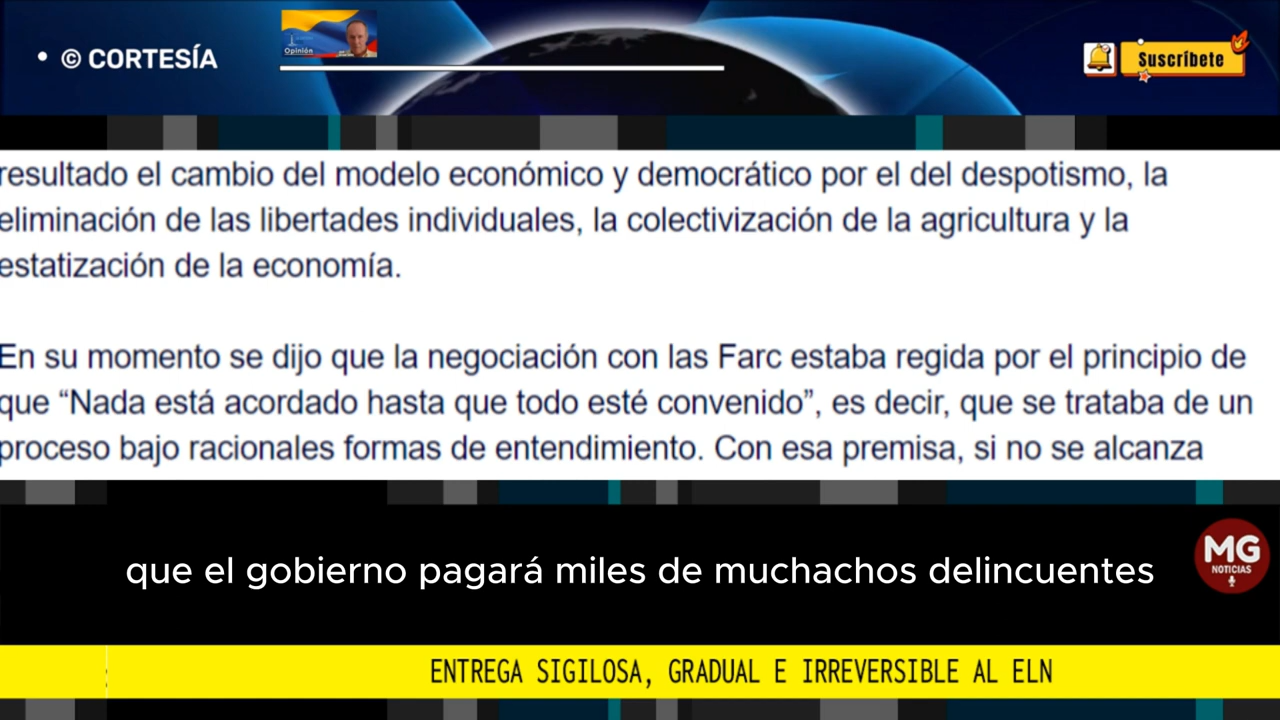 • © CORTESÍA
Opinión
Suscríbete
resultado el cambio del modelo económico y democrático por el del despotismo, la
eliminación de las libertades individuales, la colectivización de la agricultura y la
estatización de la economía.
En su momento se dijo que la negociación con las Farc estaba regida por el principio de
que “Nada está acordado hasta que todo esté convenido”, es decir, que se trataba de un
proceso bajo racionales formas de entendimiento. Con esa premisa, si no se alcanza
que el gobierno pagará miles de muchachos delincuentes
MG
NOTICIAS
ENTREGA SIGILOSA, GRADUAL E IRREVERSIBLE AL ELN